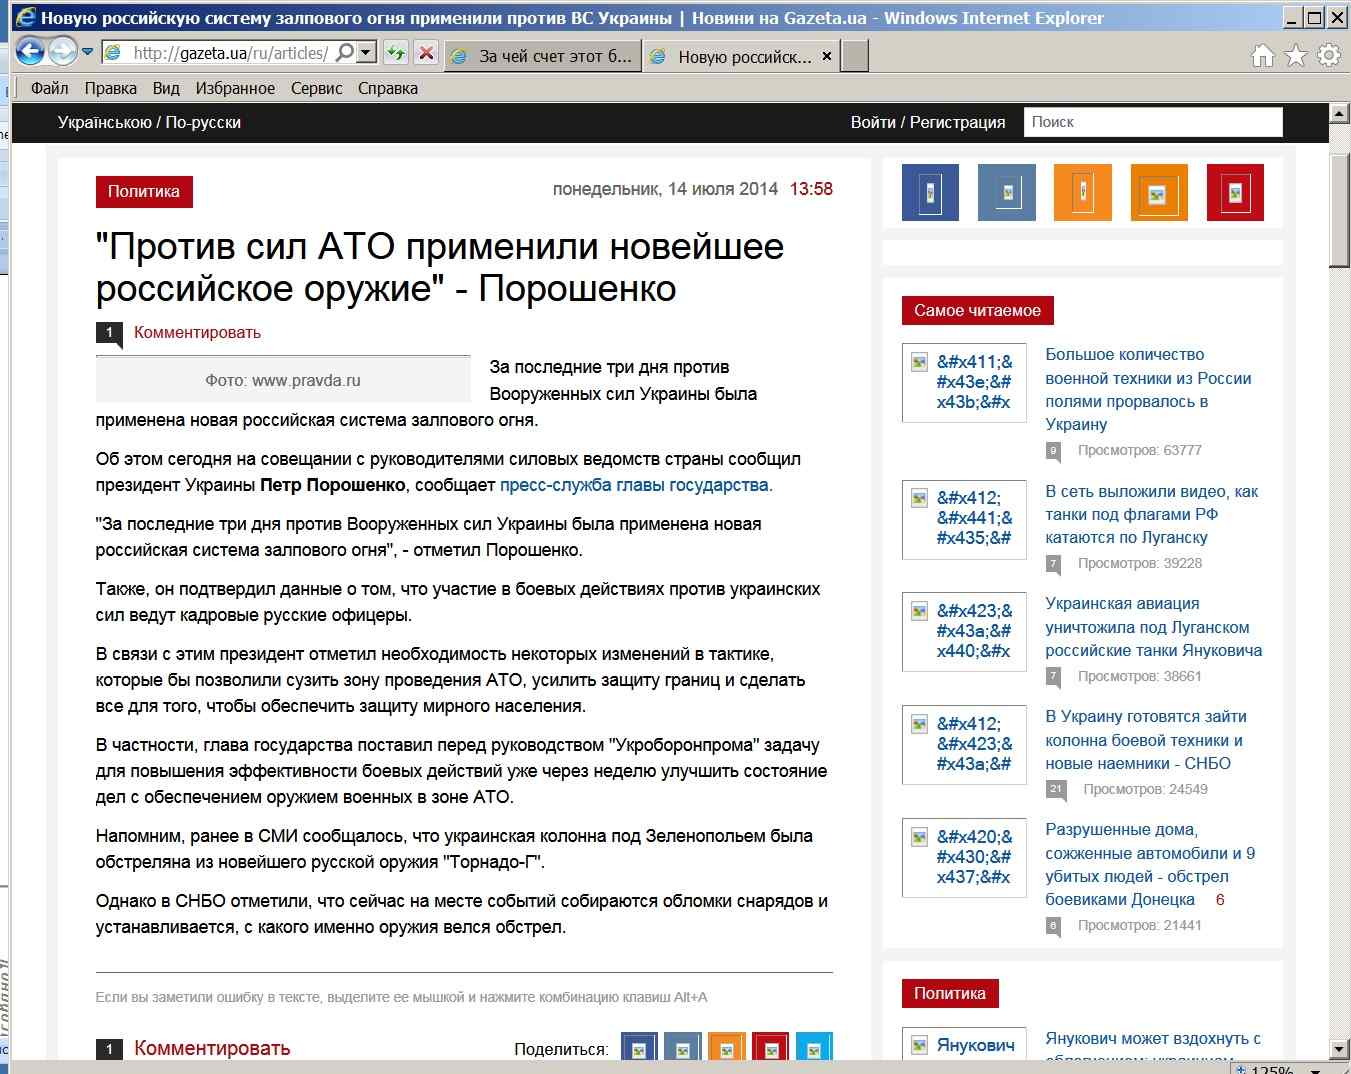 Новую российскую систему залпового огня применили против ВС Украины | Новини на Gazeta.ua - Windows Internet Explorer
http://gazeta.ua/ru/articles/
За чей счет этот б...
Новую российск...
Файл Правка Вид Избранное Сервис Справка
Українською / По-русски
Войти / Регистрация
Поиск
Политика
понедельник, 14 июля 2014 13:58
"Против сил АТО применили новейшее
российское оружие" - Порошенко
1 Комментировать
Фото: www.pravda.ru
За последние три дня против
Вооруженных сил Украины была
применена новая российская система залпового огня.
Об этом сегодня на совещании с руководителями силовых ведомств страны сообщил
президент Украины Петр Порошенко, сообщает пресс-служба главы государства.
"За последние три дня против Вооруженных сил Украины была применена новая
российская система залпового огня", - отметил Порошенко.
Также, он подтвердил данные о том, что участие в боевых действиях против украинских
сил ведут кадровые русские офицеры.
В связи с этим президент отметил необходимость некоторых изменений в тактике,
которые бы позволили сузить зону проведения АТО, усилить защиту границ и сделать
все для того, чтобы обеспечить защиту мирного населения.
В частности, глава государства поставил перед руководством "Укроборонпрома" задачу
для повышения эффективности боевых действий уже через неделю улучшить состояние
дел с обеспечением оружием военных в зоне АТО.
Напомним, ранее в СМИ сообщалось, что украинская колонна под Зеленопольем была
обстреляна из новейшего русской оружия "Торнадо-Г".
Однако в СНБО отметили, что сейчас на месте событий собираются обломки снарядов и
устанавливается, с какого именно оружия велся обстрел.
Если вы заметили ошибку в тексте, выделите ее мышкой и нажмите комбинацию клавиш Alt+A
1 Комментировать
Поделиться:
Самое читаемое
&#x411;&
#x43e;&#
x43b;&#x
Большое количество
военной техники из России
полями прорвалось в
Украину
9 Просмотров: 63777
&#x412;
&#x441;&
#x435;&#
В сеть выложили видео, как
танки под флагами РФ
катаются по Луганску
7 Просмотров: 39228
&#x423;&
#x43a;&#
x440;&#x
Украинская авиация
уничтожила под Луганском
российские танки Януковича
7 Просмотров: 38661
&#x412;
&#x423;&
#x43a;&#
В Украину готовятся зайти
колонна боевой техники и
новые наемники - СНБО
21 Просмотров: 24549
&#x420;&
#x430;&#
x437;&#x
Разрушенные дома,
сожженные автомобили и 9
убитых людей - обстрел
боевиками Донецка 6
6 Просмотров: 21441
Политика
Янукович
Янукович может вздохнуть с
125%